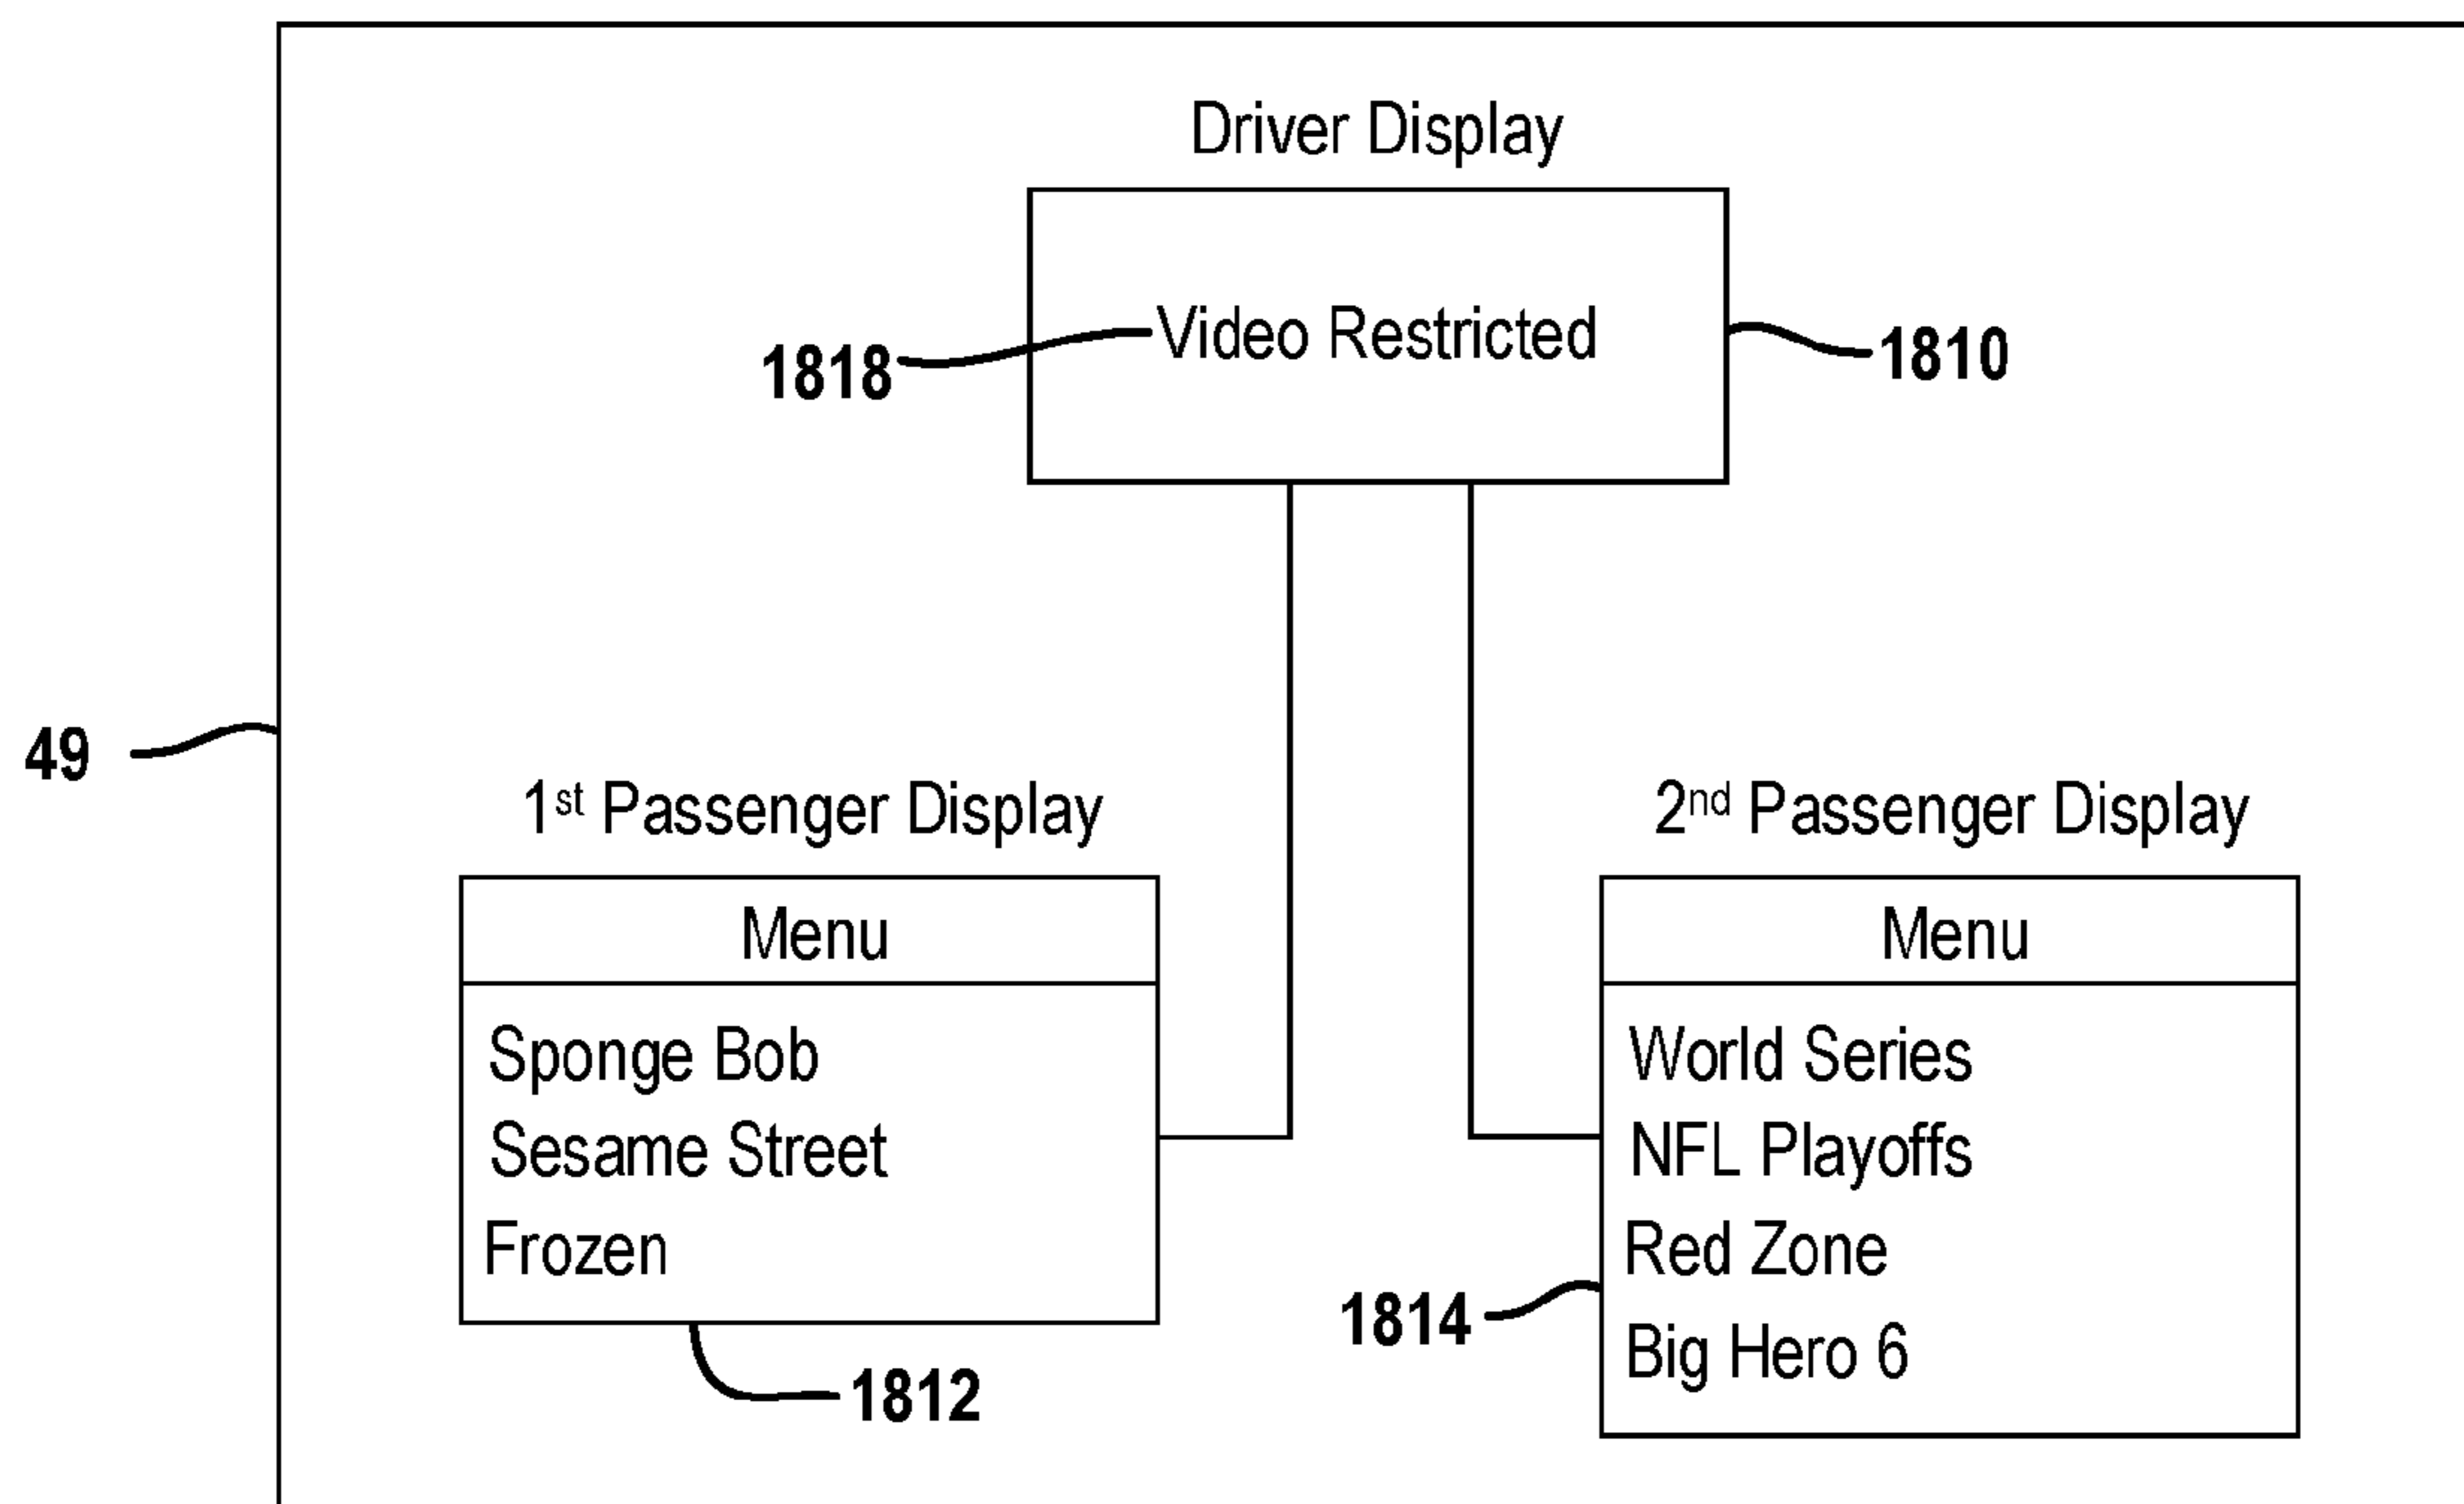 Driver Display
Video Restricted
1818
1810
49
1st Passenger Display
2nd Passenger Display
Menu
Menu
Sponge Bob
Sesame Street
Frozen
World Series
NFL Playoffs
Red Zone
Big Hero 6
1814
1812